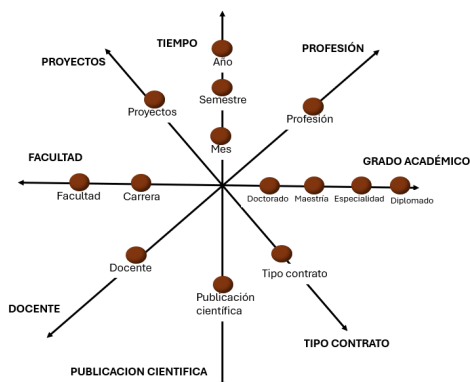 TIEMPO
PROFESIÓN
PROYECTOS
Año
Semestre
Proyectos
Profesión
Mes
FACULTAD
GRADO ACADÉMICO
Facultad
Carrera
Doctorado
Maestría
Especialidad
Diplomado
Docente
Tipo contrato
Publicación
científica
DOCENTE
TIPO CONTRATO
PUBLICACION CIENTIFICA